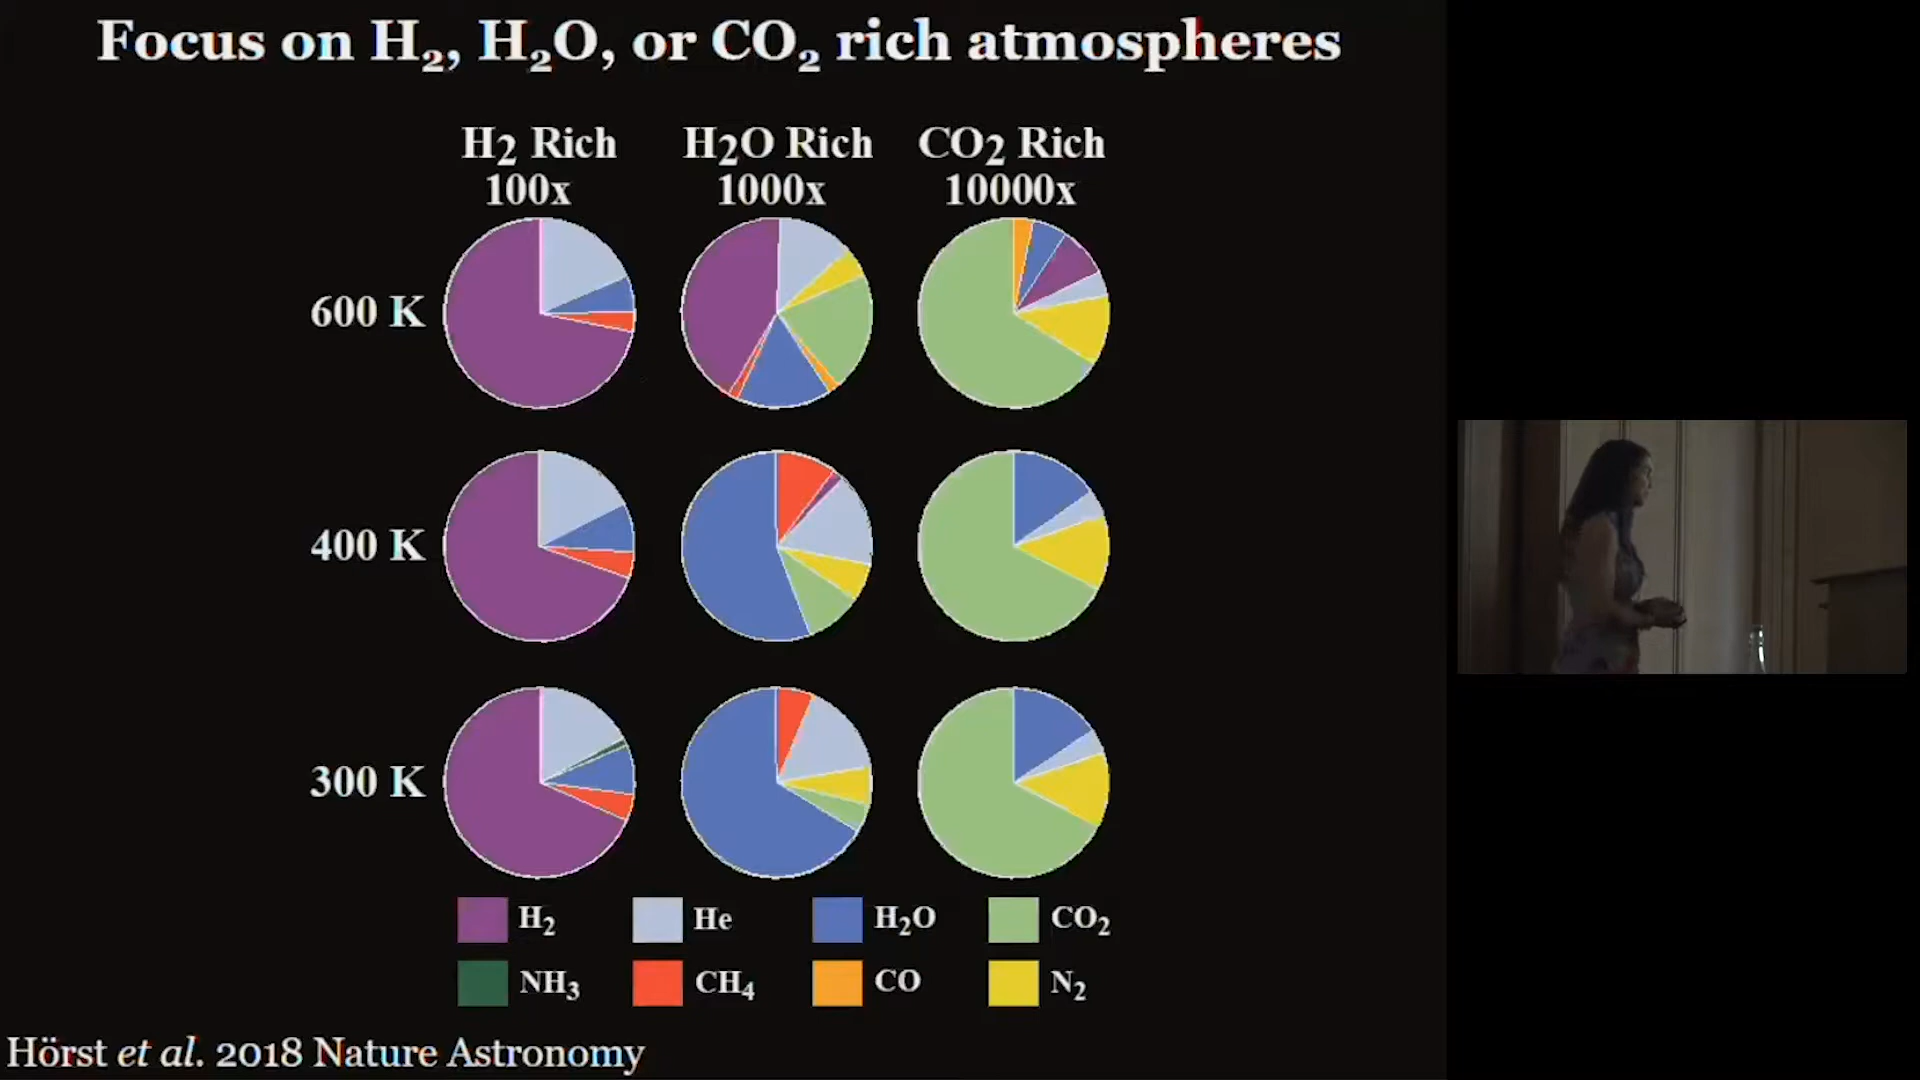 Focus on H₂, H₂O, or CO₂ rich atmospheres
H2 Rich
100x
H2O Rich
1000x
CO2 Rich
10000x
600 K
400 K
300 K
H2
He
H2O
CO2
NH3
CH4
CO
N2
Hörst et al. 2018 Nature Astronomy